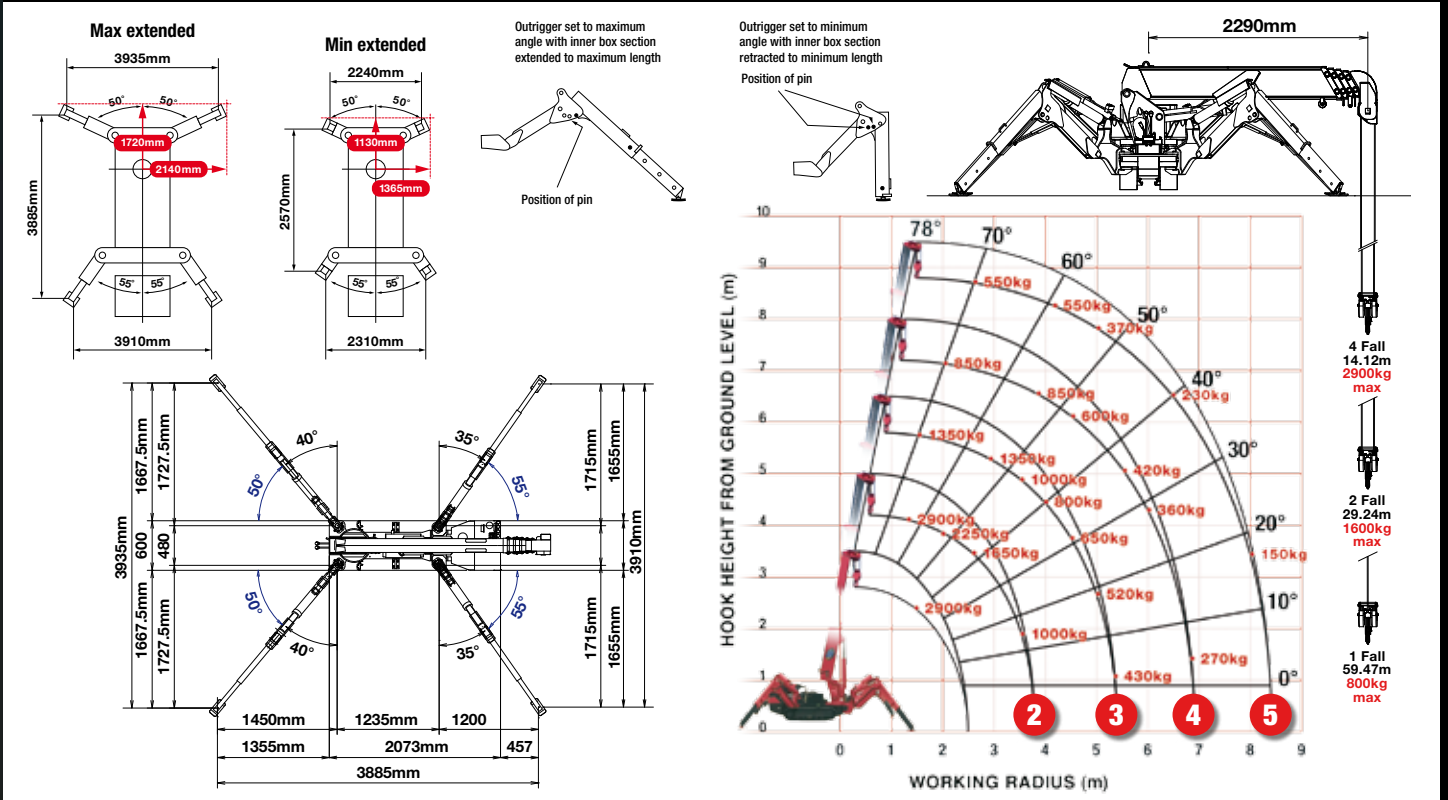 Max extended
3935mm
50°
50°
1720mm
2140mm
3885mm
55°
55°
3910mm
Min extended
2240mm
50°
50°
1130mm
1365mm
2570mm
55°
55°
2310mm
Outrigger set to maximum
angle with inner box section
extended to maximum length
Position of pin
Outrigger set to minimum
angle with inner box section
retracted to minimum length
Position of pin
2290mm
3935mm
1667.5mm
1727.5mm
600
480
1667.5mm
1727.5mm
40°
50°
35°
55°
50°
40°
55°
35°
1715mm
1655mm
3910mm
1715mm
1655mm
1450mm
1235mm
1200
1355mm
2073mm
457
3885mm
HOOK HEIGHT FROM GROUND LEVEL (m)
10
9
8
7
6
5
4
3
2
1
0
78°
70°
60°
50°
40°
30°
20°
10°
0°
550kg
550kg
370kg
230kg
150kg
850kg
850kg
600kg
420kg
360kg
270kg
1350kg
1350kg
1000kg
800kg
650kg
520kg
430kg
2900kg
2250kg
1650kg
1000kg
2900kg
2
3
4
5
0
1
2
3
4
5
6
7
8
9
WORKING RADIUS (m)
4 Fall
14.12m
2900kg
max
2 Fall
29.24m
1600kg
max
1 Fall
59.47m
800kg
max